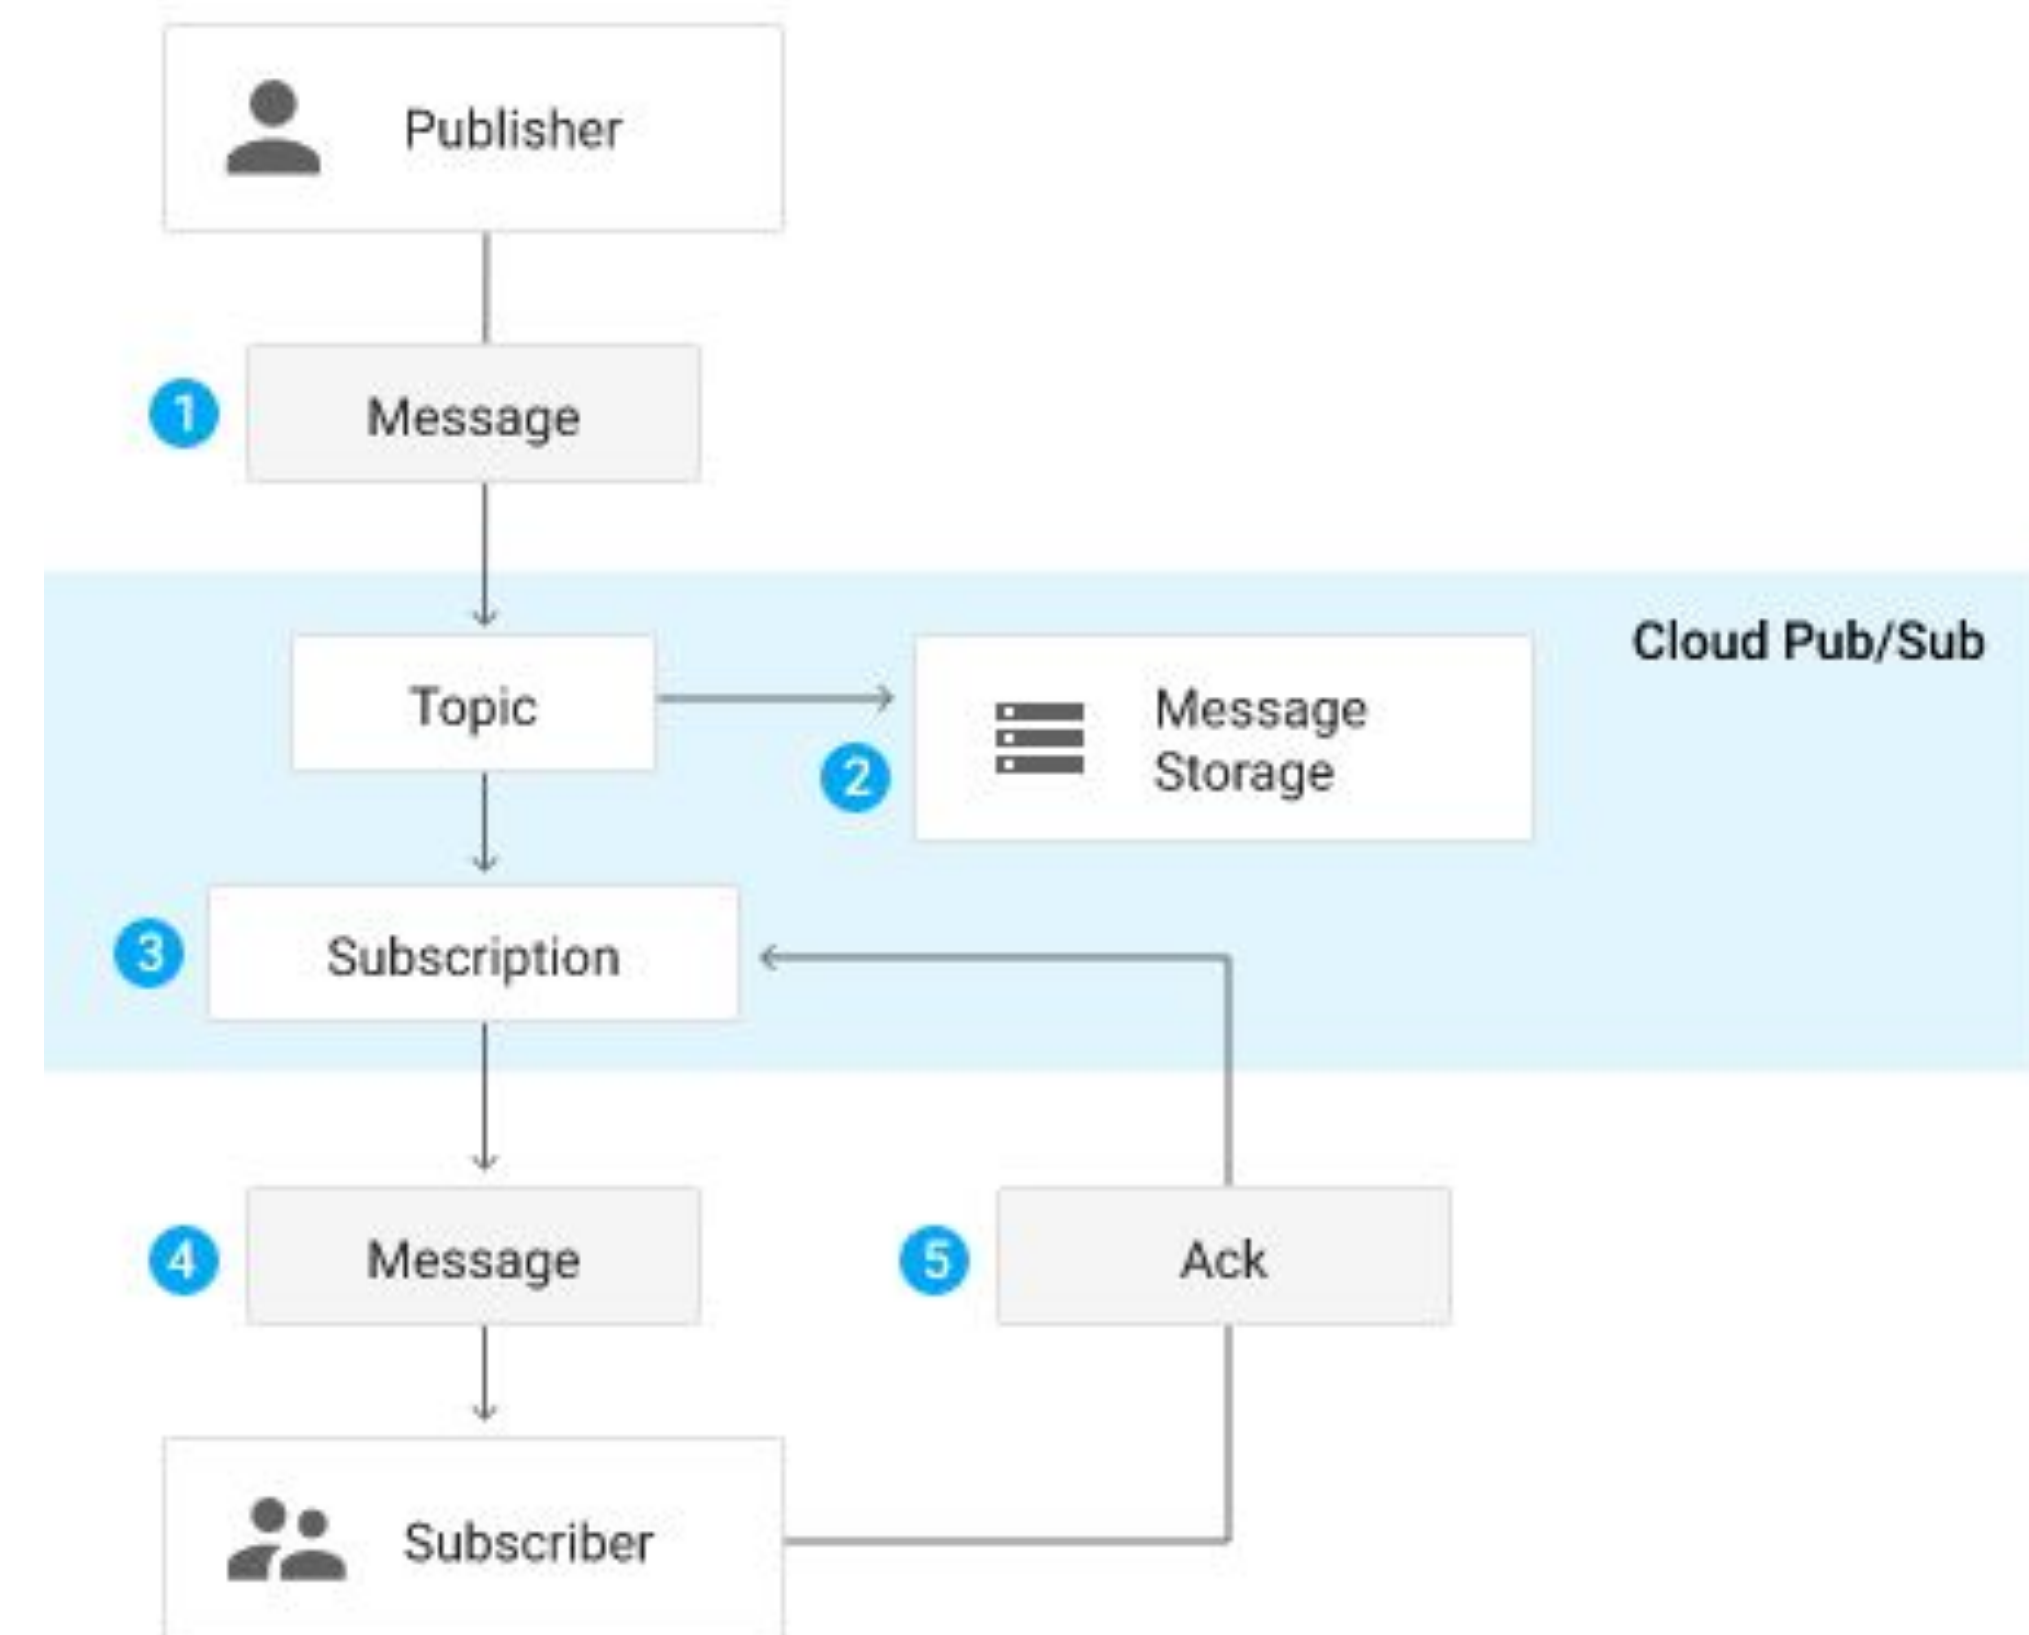 Publisher
1
Message
Cloud Pub/Sub
Topic
2
Message
Storage
3
Subscription
4
Message
5
Ack
Subscriber